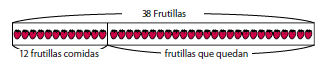 38 Frutillas
12 frutillas comidas
frutillas que quedan